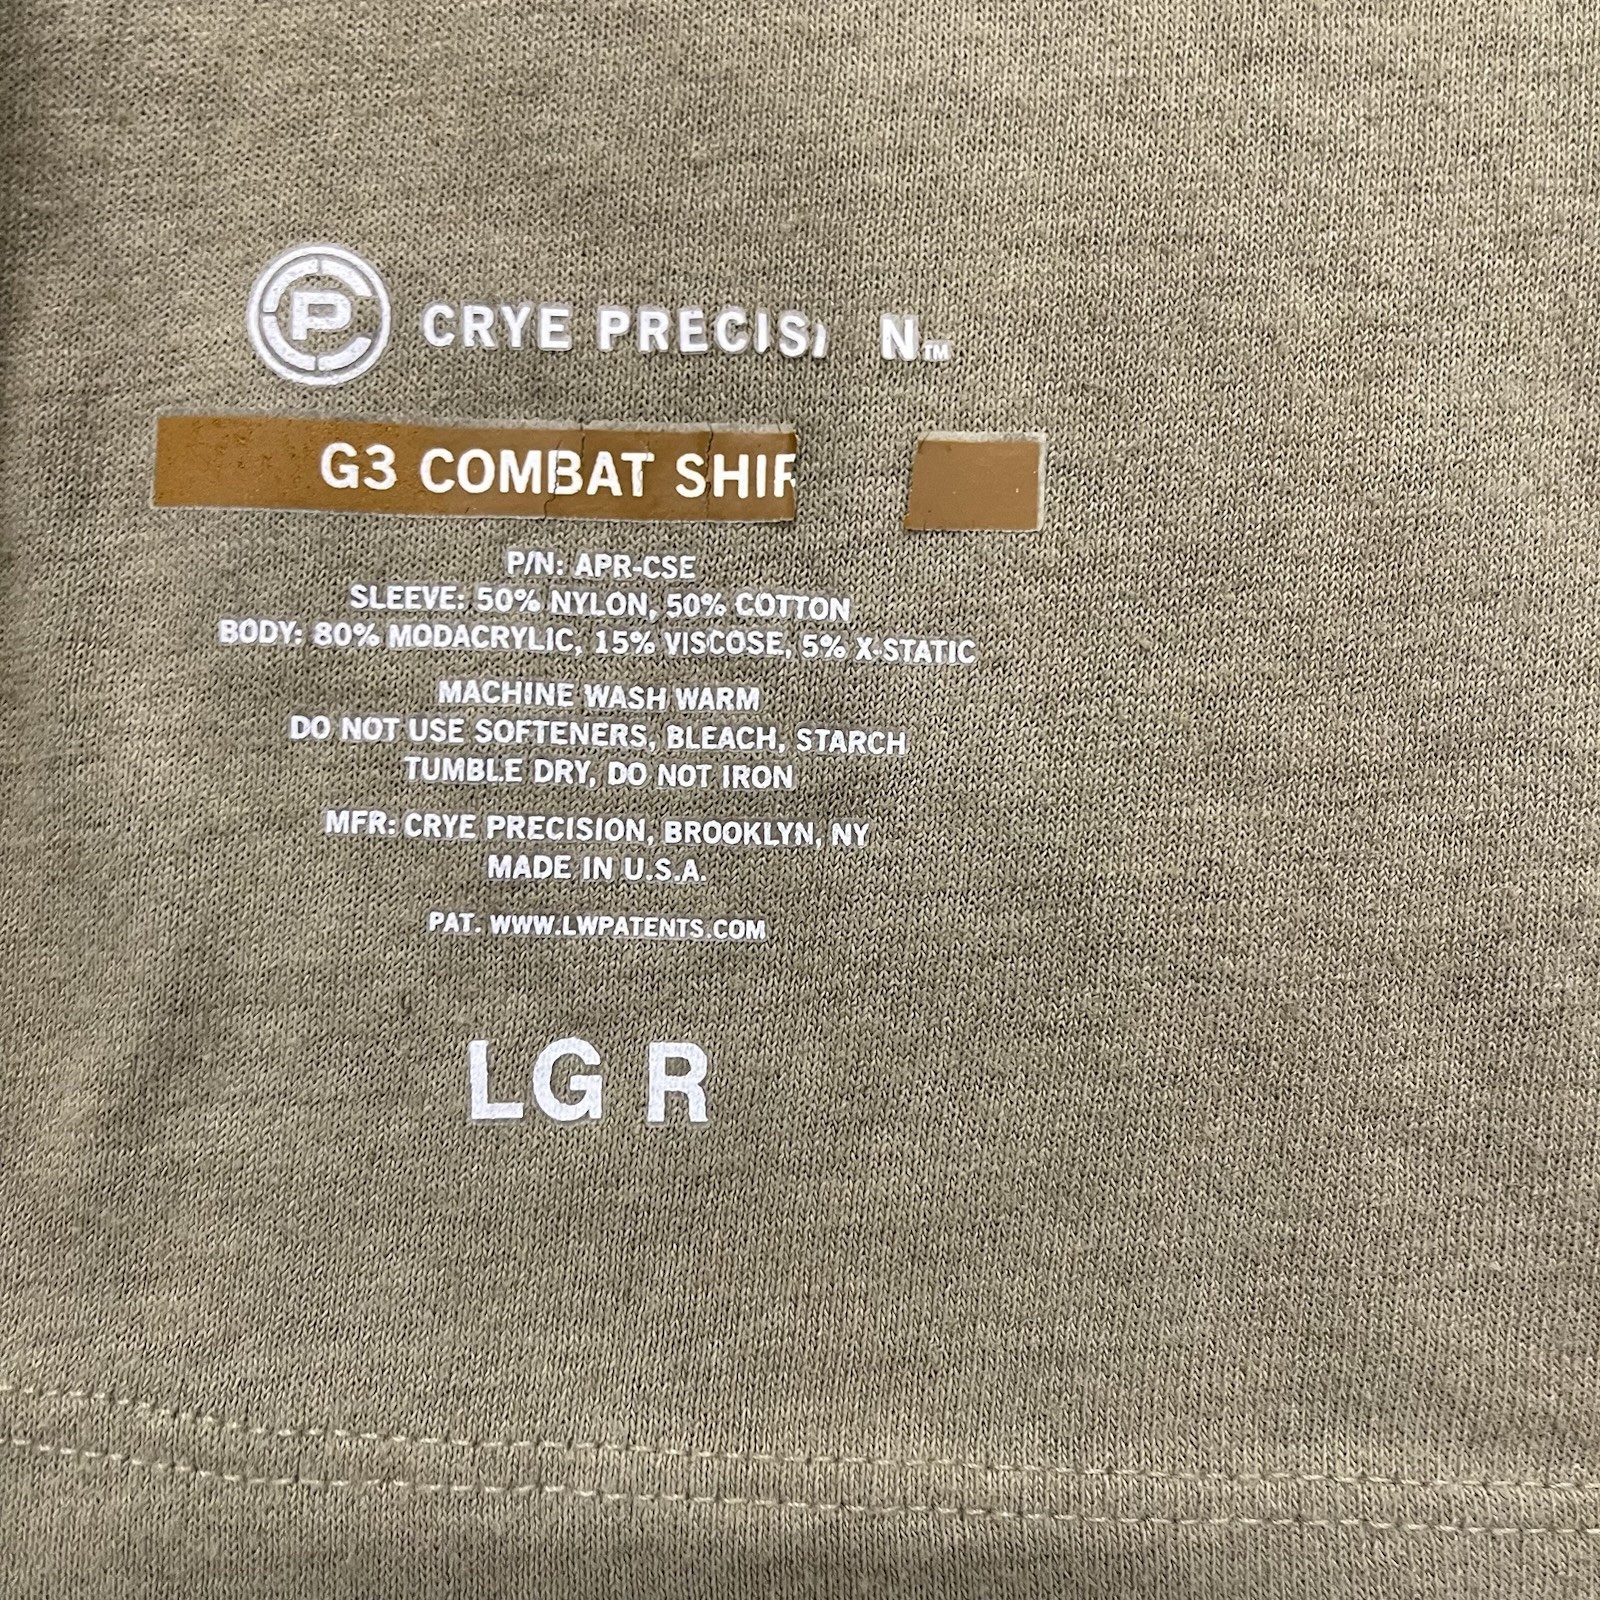 CP CRYE PRECISI N™
G3 COMBAT SHIR
P/N: APR-CSE
SLEEVE: 50% NYLON, 50% COTTON
BODY: 80% MODACRYLIC, 15% VISCOSE, 5% X-STATIC
MACHINE WASH WARM
DO NOT USE SOFTENERS, BLEACH, STARCH
TUMBLE DRY, DO NOT IRON
MFR: CRYE PRECISION, BROOKLYN, NY
MADE IN U.S.A.
PAT. WWW.LWPATENTS.COM
LG R